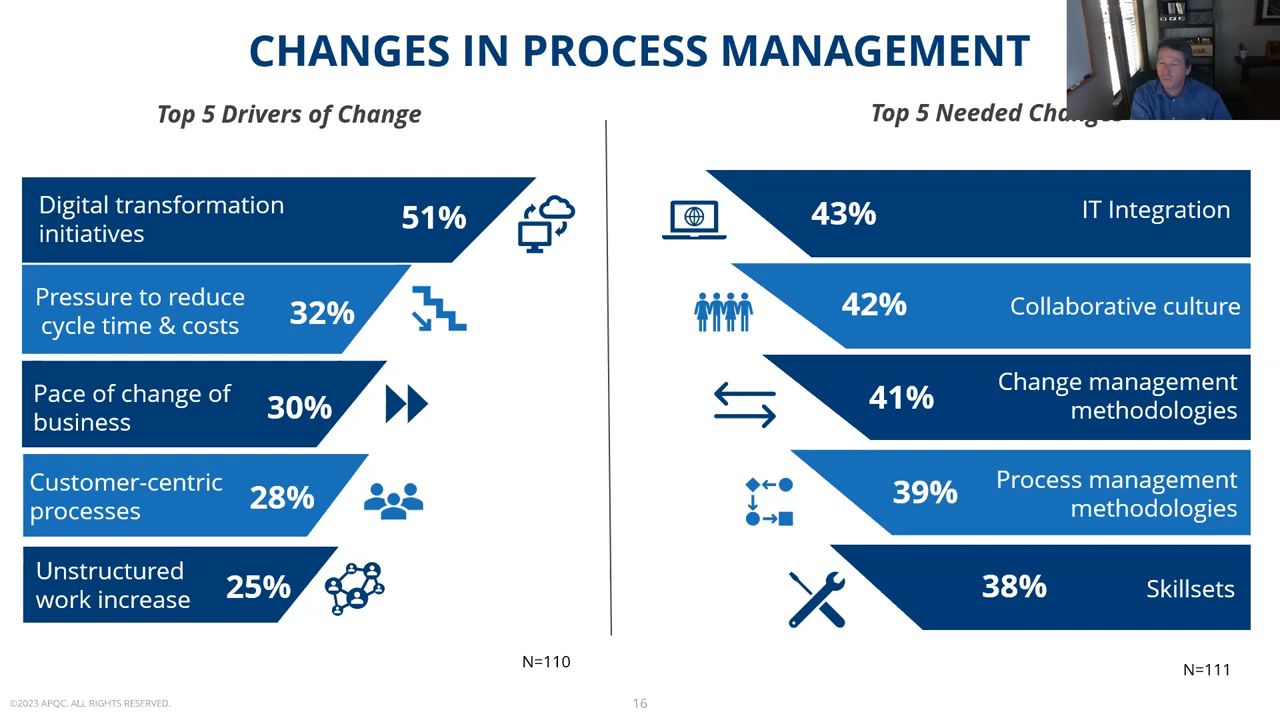 CHANGES IN PROCESS MANAGEMENT
Top 5 Drivers of Change
Digital transformation
initiatives
51%
Pressure to reduce
cycle time & costs
32%
Pace of change of
business
30%
Customer-centric
processes
28%
Unstructured
work increase
25%
N=110
Top 5 Needed Changes
43%
IT Integration
42%
Collaborative culture
41%
Change management
methodologies
39%
Process management
methodologies
38%
Skillsets
N=111
©2023 APQC. ALL RIGHTS RESERVED.
16